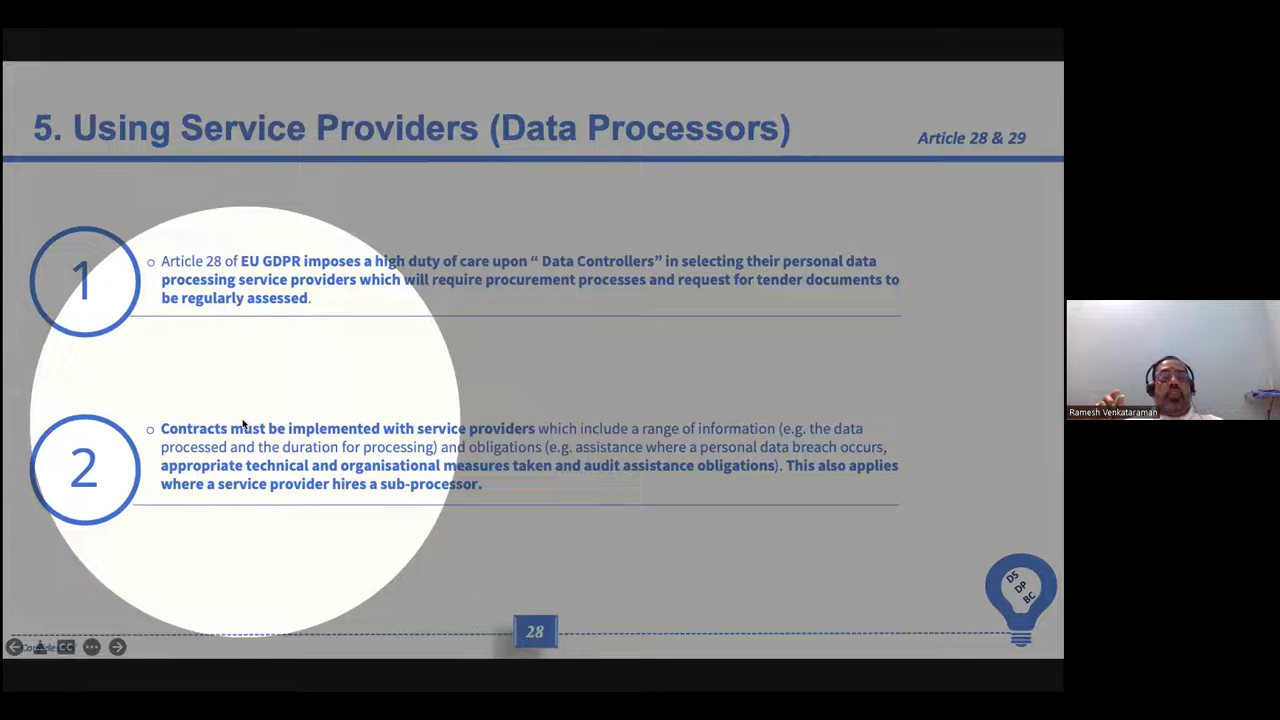 5. Using Service Providers (Data Processors)
Article 28 & 29
1
○ Article 28 of EU GDPR imposes a high duty of care upon “ Data Controllers” in selecting their personal data
processing service providers which will require procurement processes and request for tender documents to
be regularly assessed.
2
○ Contracts must be implemented with service providers which include a range of information (e.g. the data
processed and the duration for processing) and obligations (e.g. assistance where a personal data breach occurs,
appropriate technical and organisational measures taken and audit assistance obligations). This also applies
where a service provider hires a sub-processor.
DS
DP
BC
28
CC
Ramesh Venkataraman